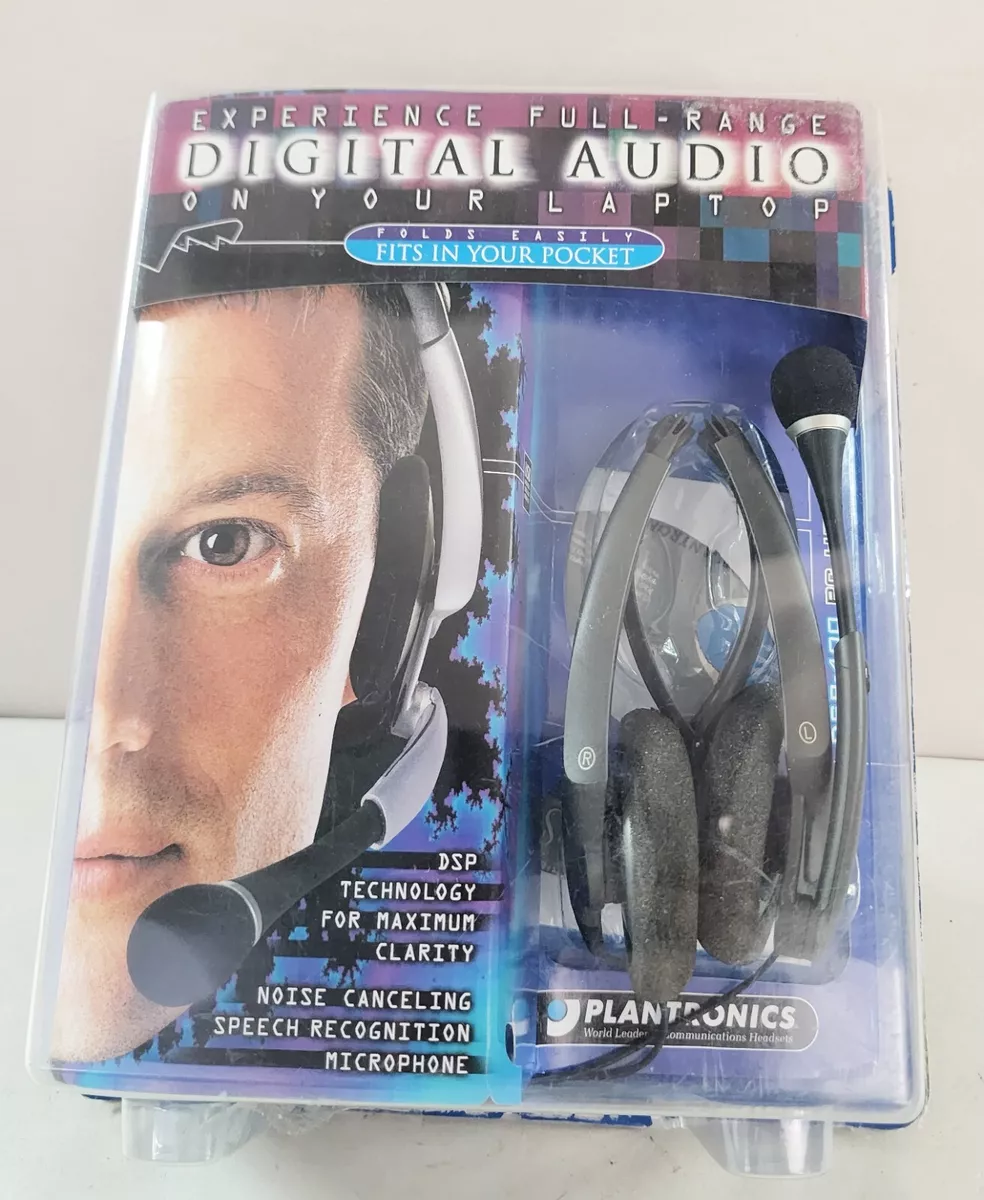 EXPERIENCE FULL-RANGE
DIGITAL AUDIO
ON YOUR LAPTOP
FOLDS EASILY
FITS IN YOUR POCKET
R
L
DSP
TECHNOLOGY
FOR MAXIMUM
CLARITY
NOISE CANCELING
SPEECH RECOGNITION
MICROPHONE
PLANTRONICS
World Leader Communications Headsets